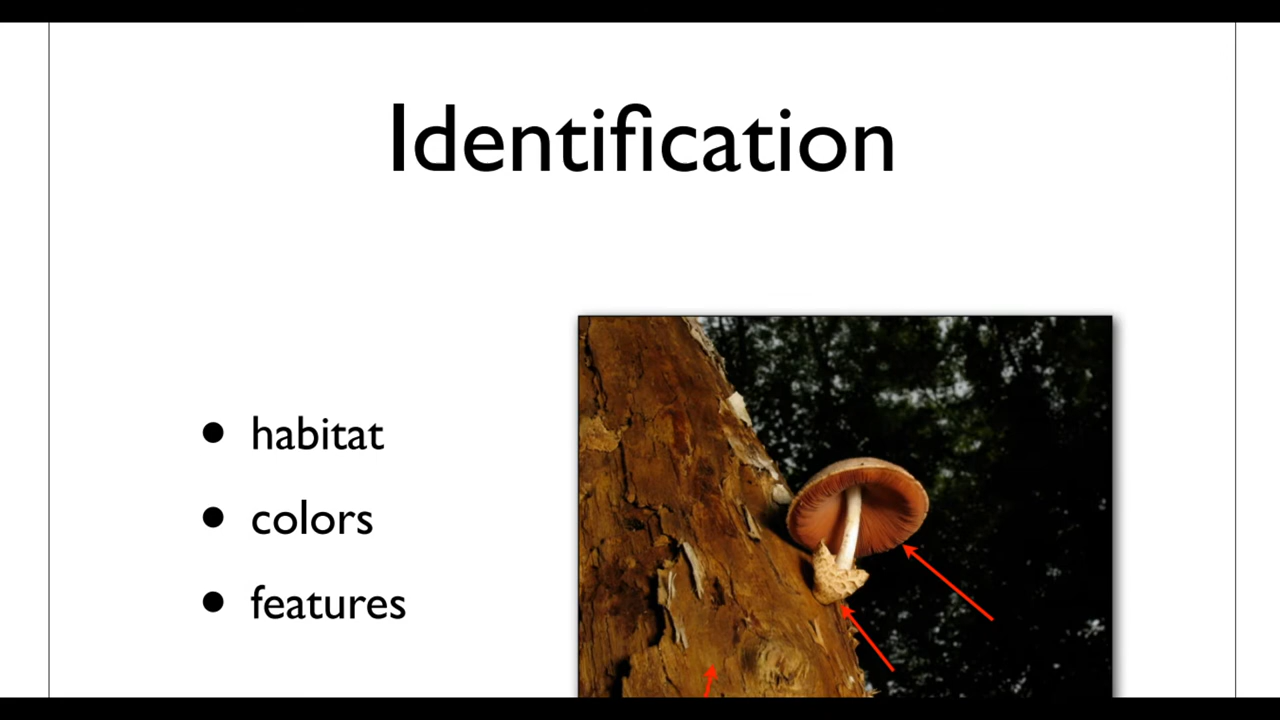 Identification
• habitat
• colors
• features